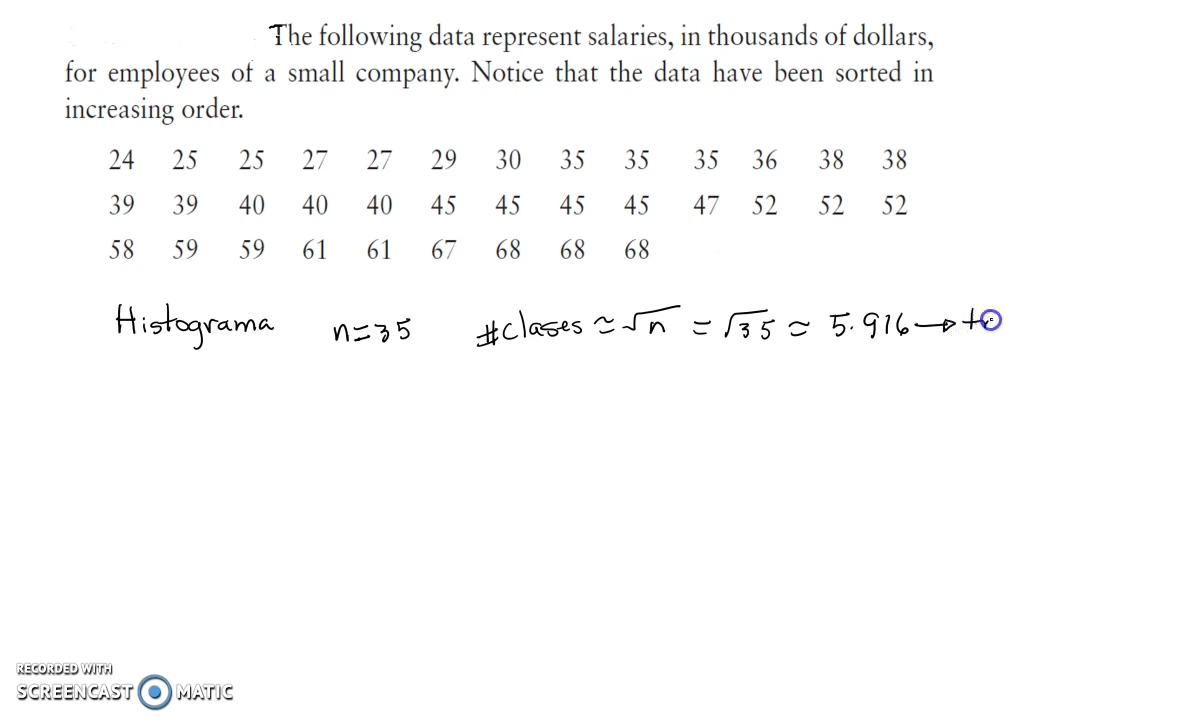 The following data represent salaries, in thousands of dollars,
for employees of a small company. Notice that the data have been sorted in
increasing order.
24 25 25 27 27 29 30 35 35 35 36 38 38
39 39 40 40 40 45 45 45 45 47 52 52 52
58 59 59 61 61 67 68 68 68
Histograma n=35 #clases ≈ √n = √35 ≈ 5.916 →
RECORDED WITH
SCREENCAST MATIC